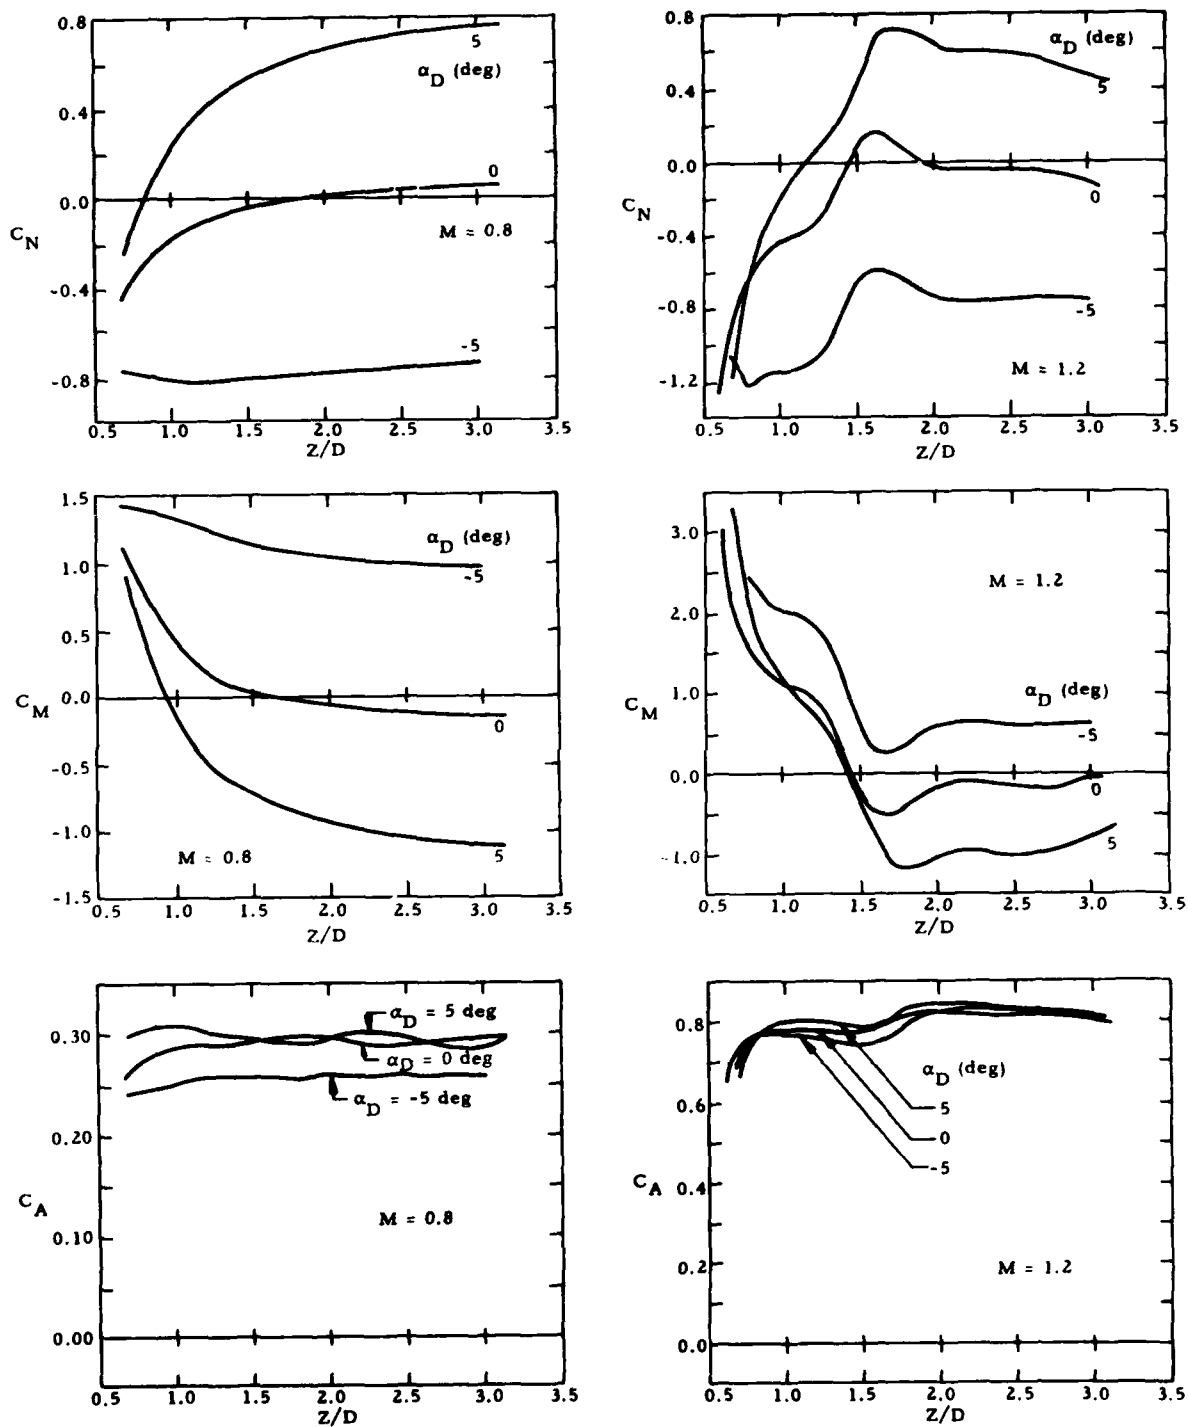 0.8
0.4
0.0
-0.4
-0.8
C_N
5
α_D (deg)
0
M = 0.8
-5
0.5 1.0 1.5 2.0 2.5 3.0 3.5
Z/D
0.8
0.4
0.0
-0.4
-0.8
-1.2
C_N
α_D (deg)
5
0
-5
M = 1.2
0.5 1.0 1.5 2.0 2.5 3.0 3.5
Z/D
1.5
1.0
0.5
0.0
-0.5
-1.0
-1.5
C_M
α_D (deg)
-5
0
5
M = 0.8
0.5 1.0 1.5 2.0 2.5 3.0 3.5
Z/D
3.0
2.0
1.0
0.0
-1.0
C_M
M = 1.2
α_D (deg)
-5
0
5
0.5 1.0 1.5 2.0 2.5 3.0 3.5
Z/D
0.30
0.20
0.10
0.00
C_A
α_D = 5 deg
α_D = 0 deg
α_D = -5 deg
M = 0.8
0.5 1.0 1.5 2.0 2.5 3.0 3.5
Z/D
0.8
0.6
0.4
0.2
0.0
C_A
α_D (deg)
5
0
-5
M = 1.2
0.5 1.0 1.5 2.0 2.5 3.0 3.5
Z/D